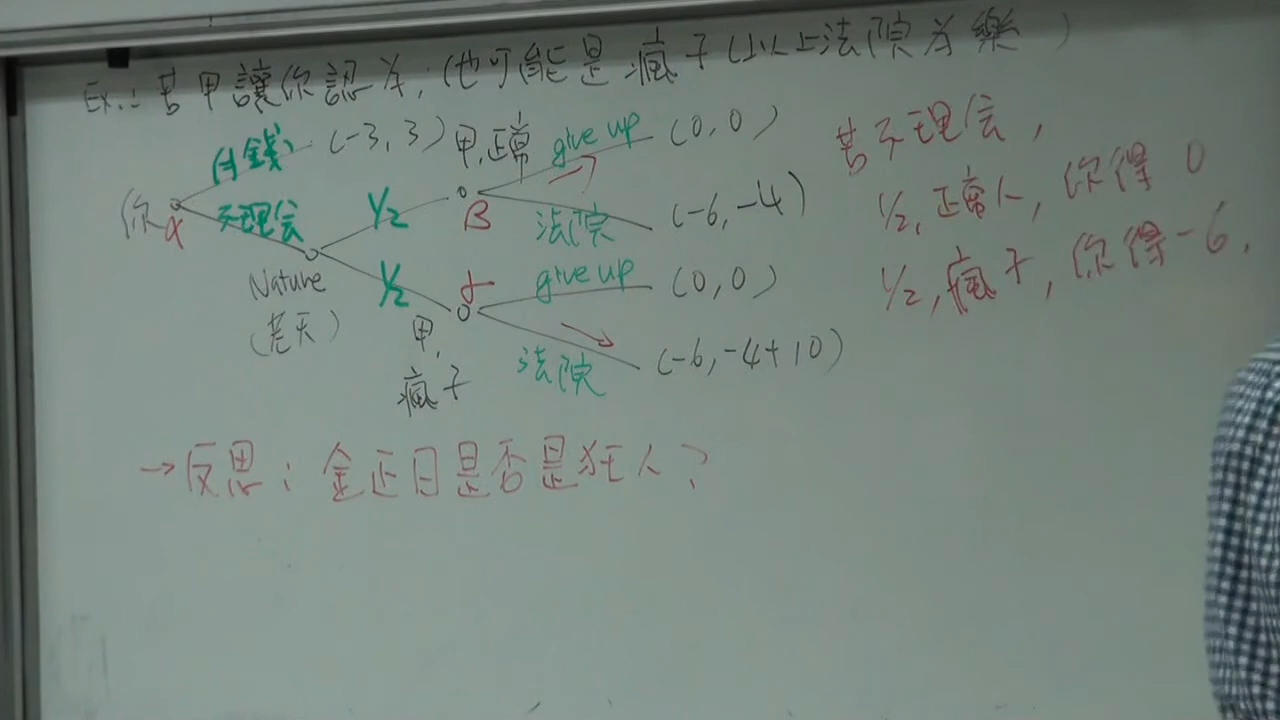 Ex.: 若甲讓你認為, 他可能是瘋子(以上法院為樂)
付錢 (-3, 3) 甲,正常 give up (0, 0)
你 α 不理會 1/2 β 法院 (-6, -4)
Nature (老天) 1/2 γ give up (0, 0)
甲, 瘋子 法院 (-6, -4+10)
若不理會,
1/2, 正常人, 你得 0
1/2, 瘋子, 你得 -6.
→反思: 金正日是否是狂人?